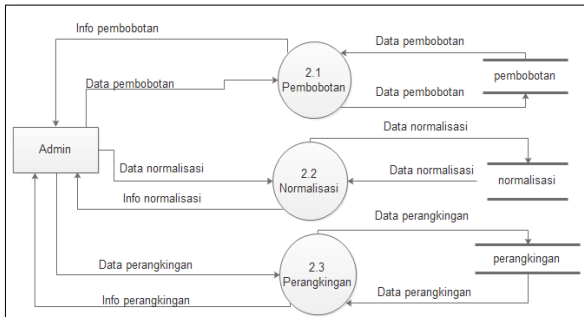 Info pembobotan
Data pembobotan
2.1
Pembobotan
Data pembobotan
pembobotan
Data pembobotan
Data normalisasi
Admin
Data normalisasi
2.2
Normalisasi
Data normalisasi
normalisasi
Info normalisasi
Data perangkingan
Data perangkingan
2.3
Perangkingan
perangkingan
Info perangkingan
Data perangkingan